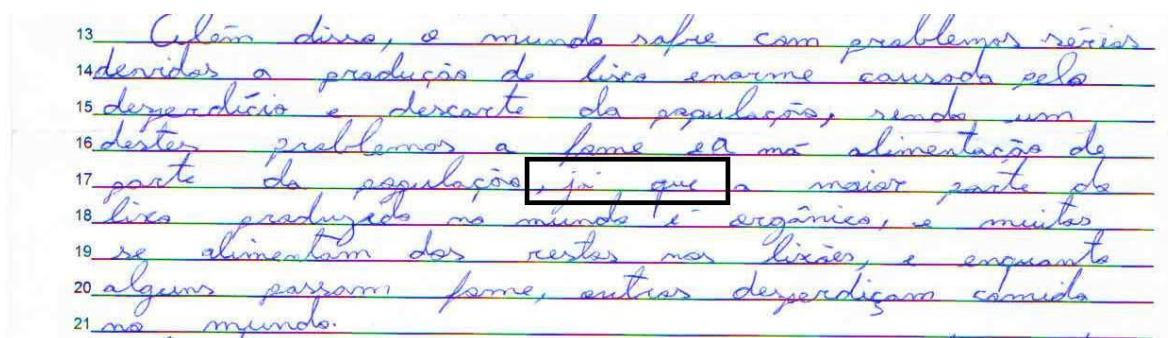 13 Além disso, o mundo sofre com problemas sérios
14 devidos a produção de lixo enorme causada pelo
15 desperdício e descarte da população, sendo um
16 destes problemas a fome e a má alimentação de
17 parte da população, já que a maior parte do
18 lixo produzido no mundo é orgânico, e muitos
19 se alimentam dos restos nos lixões, e enquanto
20 alguns passam fome, outros desperdiçam comida
21 no mundo.